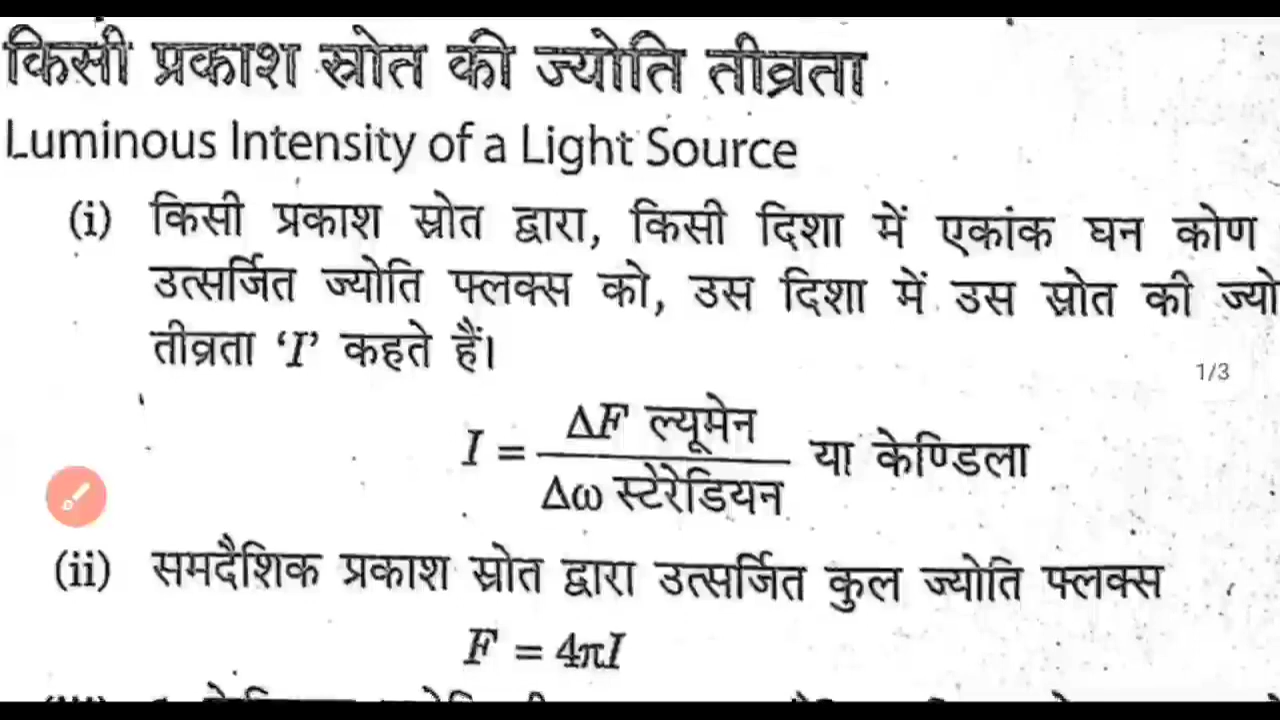 किसी प्रकाश स्रोत की ज्योति तीव्रता
Luminous Intensity of a Light Source
(i) किसी प्रकाश स्रोत द्वारा, किसी दिशा में एकांक घन कोण
उत्सर्जित ज्योति फ्लक्स को, उस दिशा में उस स्रोत की ज्यो
तीव्रता ‘I’ कहते हैं।
1/3
I = ΔF ल्यूमेन / Δω स्टेरेडियन या केण्डिला
(ii) समदैशिक प्रकाश स्रोत द्वारा उत्सर्जित कुल ज्योति फ्लक्स
F = 4πI